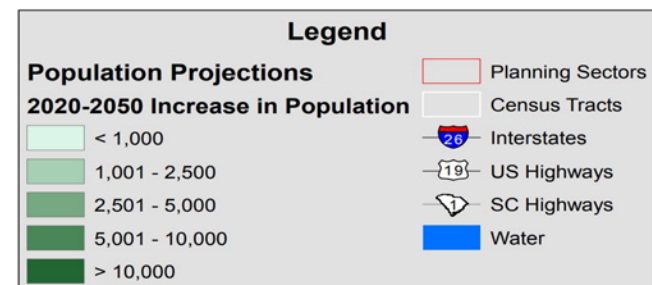 Legend
Population Projections
2020-2050 Increase in Population
< 1,000
1,001 - 2,500
2,501 - 5,000
5,001 - 10,000
> 10,000
Planning Sectors
Census Tracts
26 Interstates
19 US Highways
1 SC Highways
Water